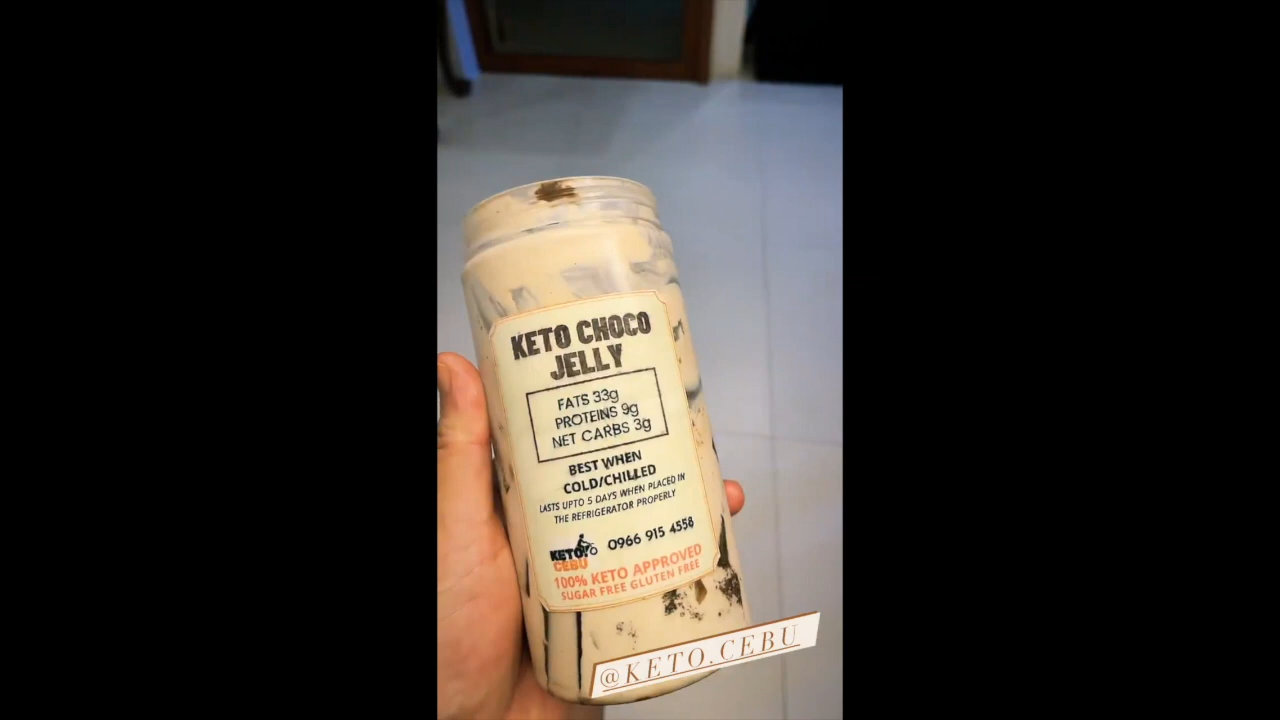 KETO CHOCO
JELLY
FATS 33g
PROTEINS 9g
NET CARBS 3g
BEST WHEN
COLD/CHILLED
LASTS UPTO 5 DAYS WHEN PLACED IN
THE REFRIGERATOR PROPERLY
KETO!
CEBU
0966 915 4558
100% KETO APPROVED
SUGAR FREE GLUTEN FREE
@KETO.CEBU